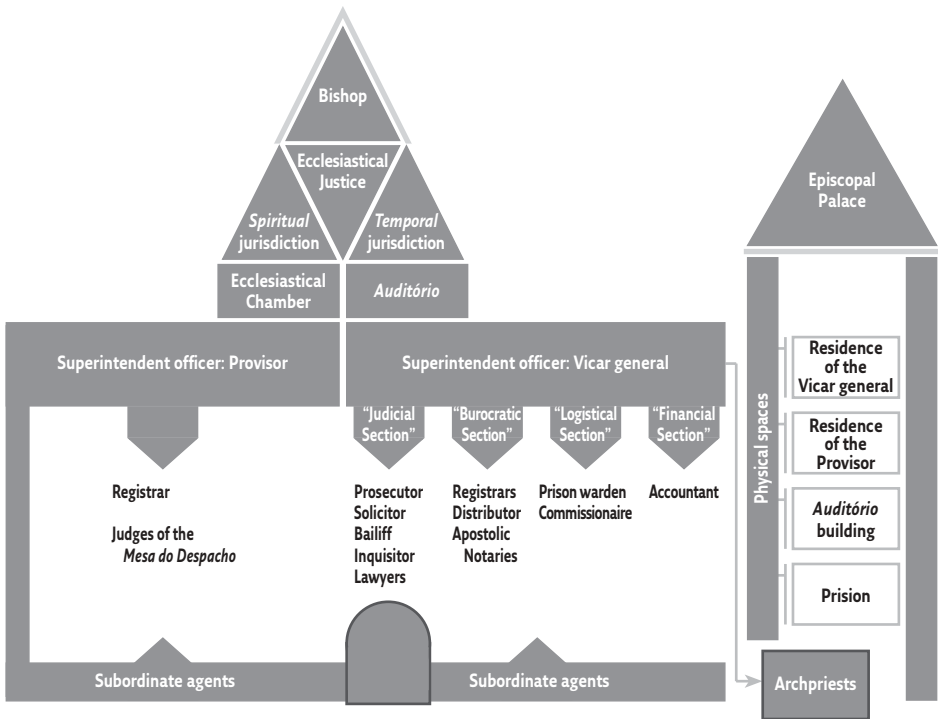 Bishop
Ecclesiastical
Justice
Spiritual
jurisdiction
Temporal
jurisdiction
Ecclesiastical
Chamber
Auditório
Superintendent officer: Provisor
Superintendent officer: Vicar general
Registrar
Judges of the
Mesa do Despacho
“Judicial
Section”
Prosecutor
Solicitor
Bailiff
Inquisitor
Lawyers
“Burocratic
Section”
Registrars
Distributor
Apostolic
Notaries
“Logistical
Section”
Prison warden
Commissionaire
“Financial
Section”
Accountant
Subordinate agents
Subordinate agents
Episcopal
Palace
Physical spaces
Residence
of the
Vicar general
Residence
of the
Provisor
Auditório
building
Prision
Archpriests